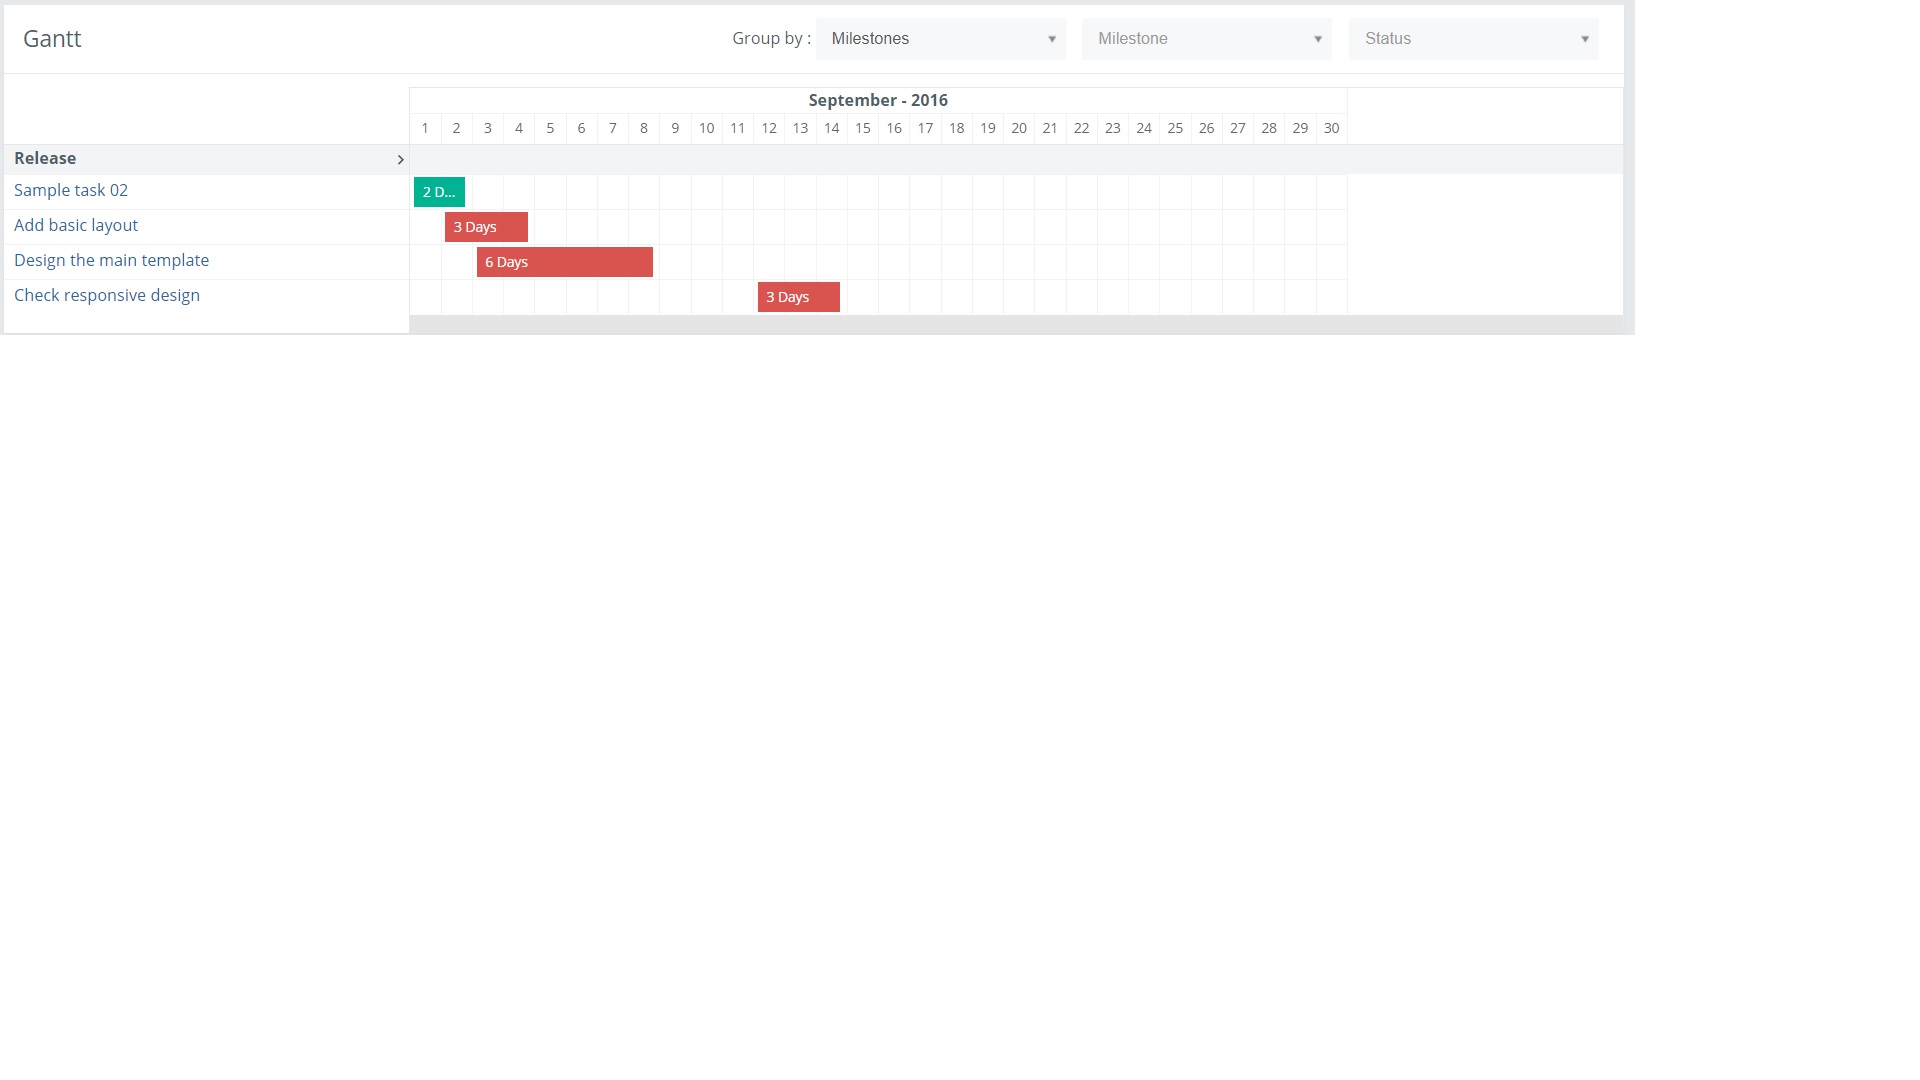 Gantt
Group by : Milestones Milestone Status
September - 2016
1 2 3 4 5 6 7 8 9 10 11 12 13 14 15 16 17 18 19 20 21 22 23 24 25 26 27 28 29 30
Release
Sample task 02 2 D...
Add basic layout 3 Days
Design the main template 6 Days
Check responsive design 3 Days